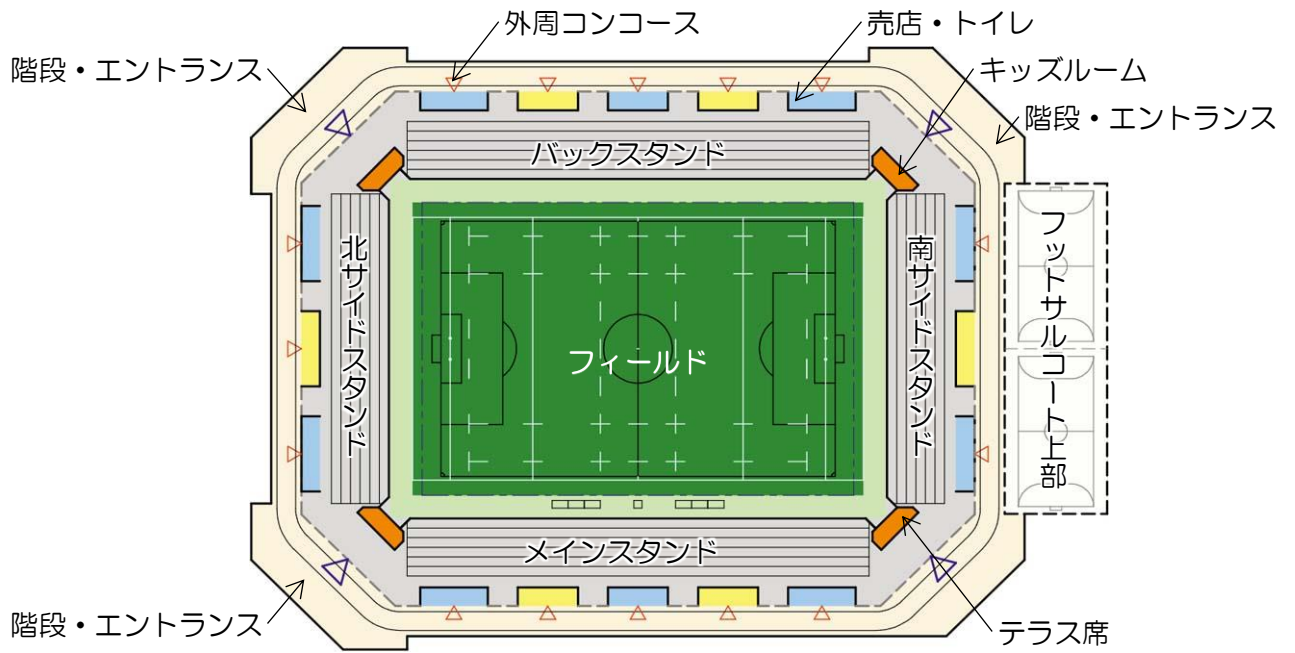 外周コンコース
売店・トイレ
階段・エントランス
キッズルーム
階段・エントランス
バックスタンド
北サイドスタンド
フィールド
南サイドスタンド
フットサルコート上部
メインスタンド
階段・エントランス
テラス席